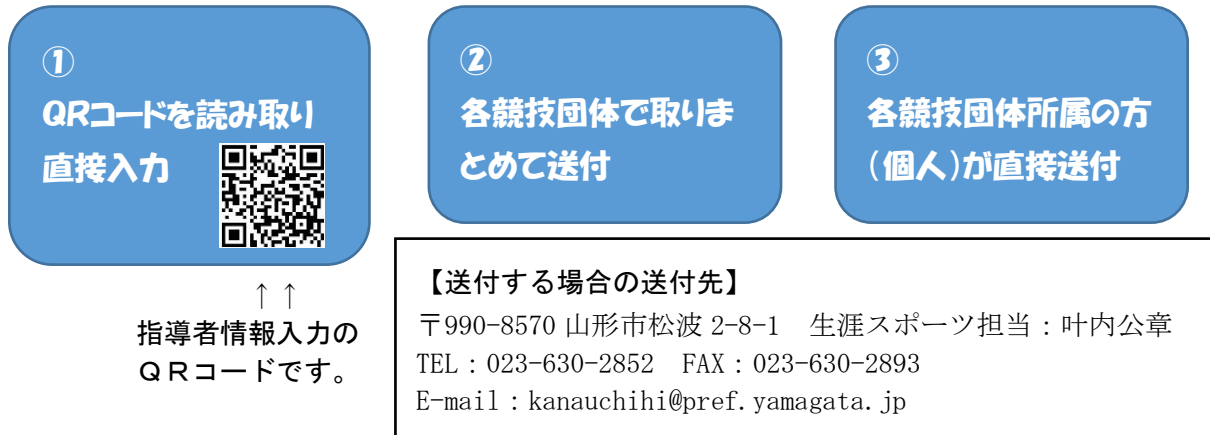 ①
QRコードを読み取り
直接入力
②
各競技団体で取りま
とめて送付
③
各競技団体所属の方
（個人）が直接送付
↑↑
指導者情報入力の
ＱＲコードです。
【送付する場合の送付先】
〒990-8570 山形市松波 2-8-1　生涯スポーツ担当：叶内公章
TEL：023-630-2852　FAX：023-630-2893
E-mail：kanauchihi@pref.yamagata.jp